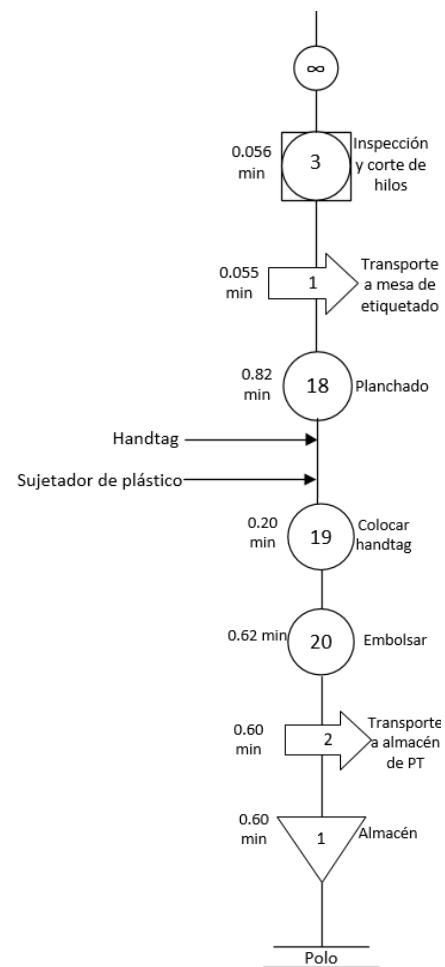 ∞
0.056
min
3
Inspección
y corte de
hilos
0.055
min
1
Transporte
a mesa de
etiquetado
0.82
min
18
Planchado
Handtag
Sujetador de plástico
0.20
min
19
Colocar
handtag
0.62 min
20
Embolsar
0.60
min
2
Transporte
a almacén
de PT
0.60
min
1
Almacén
Polo